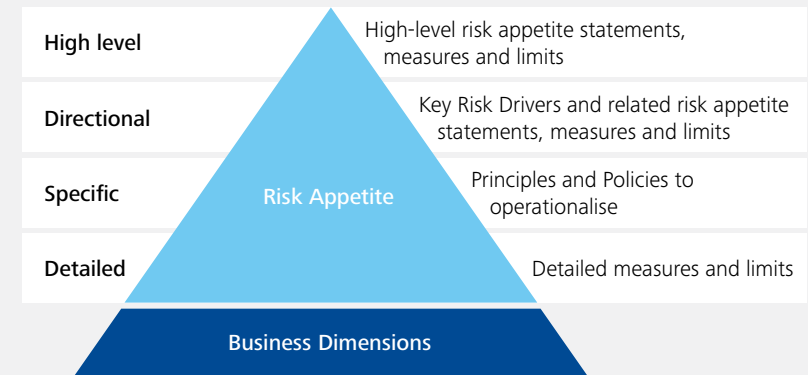 High level
High-level risk appetite statements,
measures and limits
Directional
Key Risk Drivers and related risk appetite
statements, measures and limits
Specific
Risk Appetite
Principles and Policies to
operationalise
Detailed
Detailed measures and limits
Business Dimensions